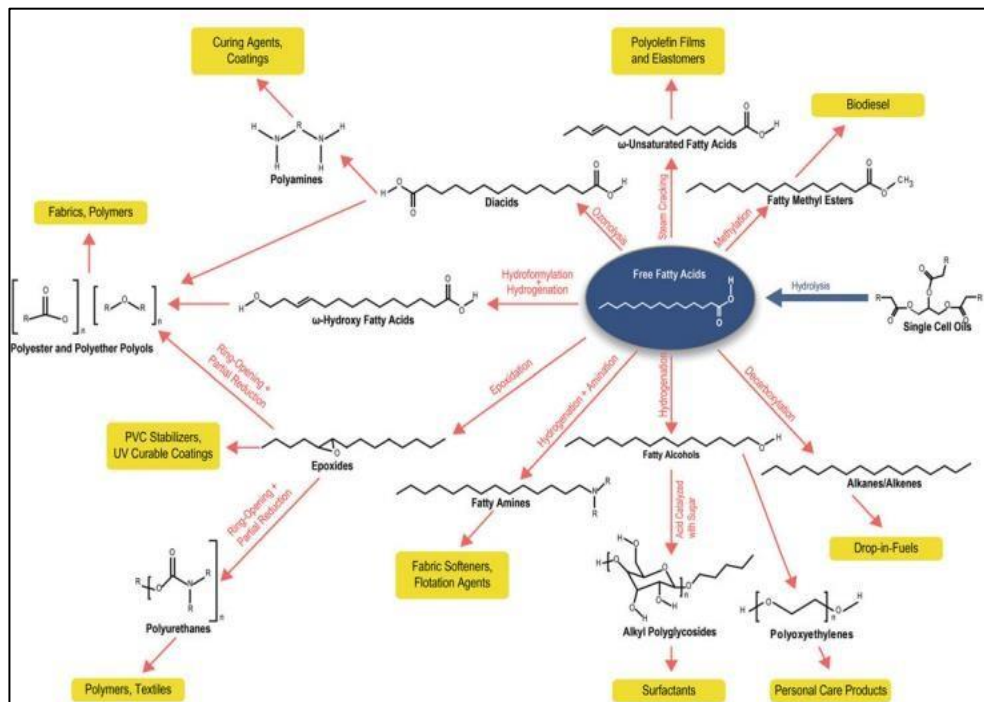 Curing Agents,
Coatings
Polyolefin Films
and Elastomers
Biodiesel
H
R
H
N
N
H
H
Polyamines
O
O
H
ω-Unsaturated Fatty Acids
H
O
O
O
O
H
Diacids
O
O
CH3
Fatty Methyl Esters
Fabrics, Polymers
Ozonolysis
Steam Cracking
Methylation
O
R
O
n
R
O
R
n
Polyester and Polyether Polyols
HO
O
O
H
ω-Hydroxy Fatty Acids
Hydroformylation
+
Hydrogenation
Free Fatty Acids
H
O
O
Hydrolysis
R
O
O
R
O
O
O
O
R
Single Cell Oils
Ring-Opening +
Partial Reduction
Epoxidation
Hydrogenation + Amination
Hydrogenation
Decarboxylation
PVC Stabilizers,
UV Curable Coatings
O
Epoxides
O
H
Fatty Alcohols
Alkanes/Alkenes
R
N
R
Fatty Amines
Ring-Opening +
Partial Reduction
Acid Catalyzed
with Sugar
Fabric Softeners,
Flotation Agents
Drop-in-Fuels
O
R
O
N
R
R
n
Polyurethanes
H
O
H
O
O
HO
O
H
O
O
n
H
Alkyl Polyglycosides
H
O
O
H
n
Polyoxyethylenes
Polymers, Textiles
Surfactants
Personal Care Products